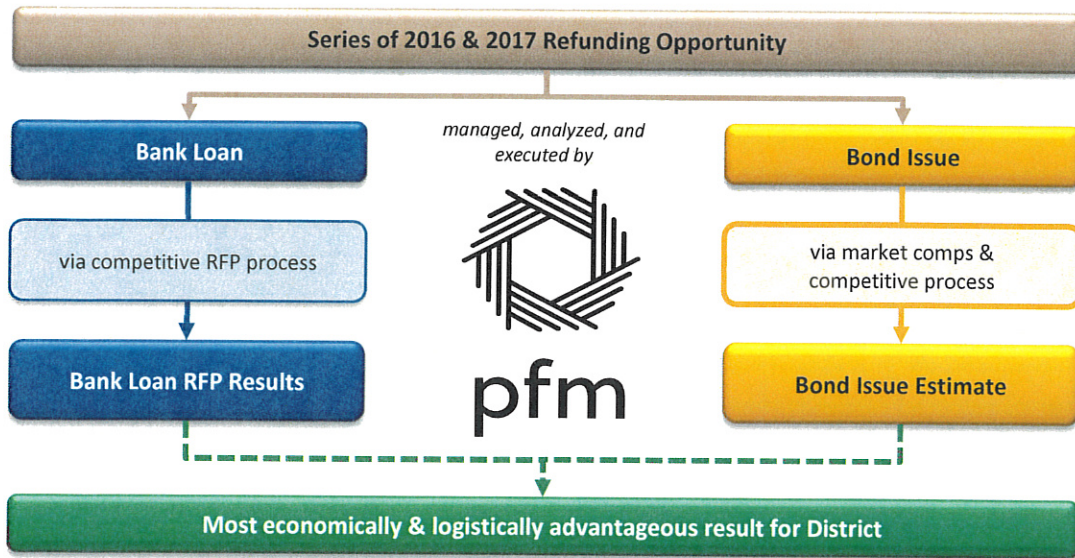 Series of 2016 & 2017 Refunding Opportunity
Bank Loan
managed, analyzed, and
executed by
Bond Issue
via competitive RFP process
via market comps &
competitive process
Bank Loan RFP Results
pfm
Bond Issue Estimate
Most economically & logistically advantageous result for District